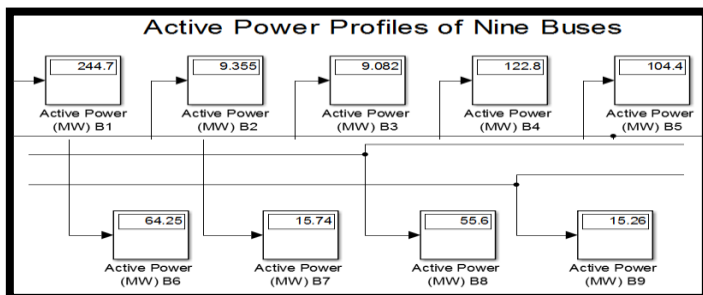 Active Power Profiles of Nine Buses
244.7
9.355
9.082
122.8
104.4
Active Power
(MW) B1
Active Power
(MW) B2
Active Power
(MW) B3
Active Power
(MW) B4
Active Power
(MW) B5
64.25
15.74
55.6
15.26
Active Power
(MW) B6
Active Power
(MW) B7
Active Power
(MW) B8
Active Power
(MW) B9